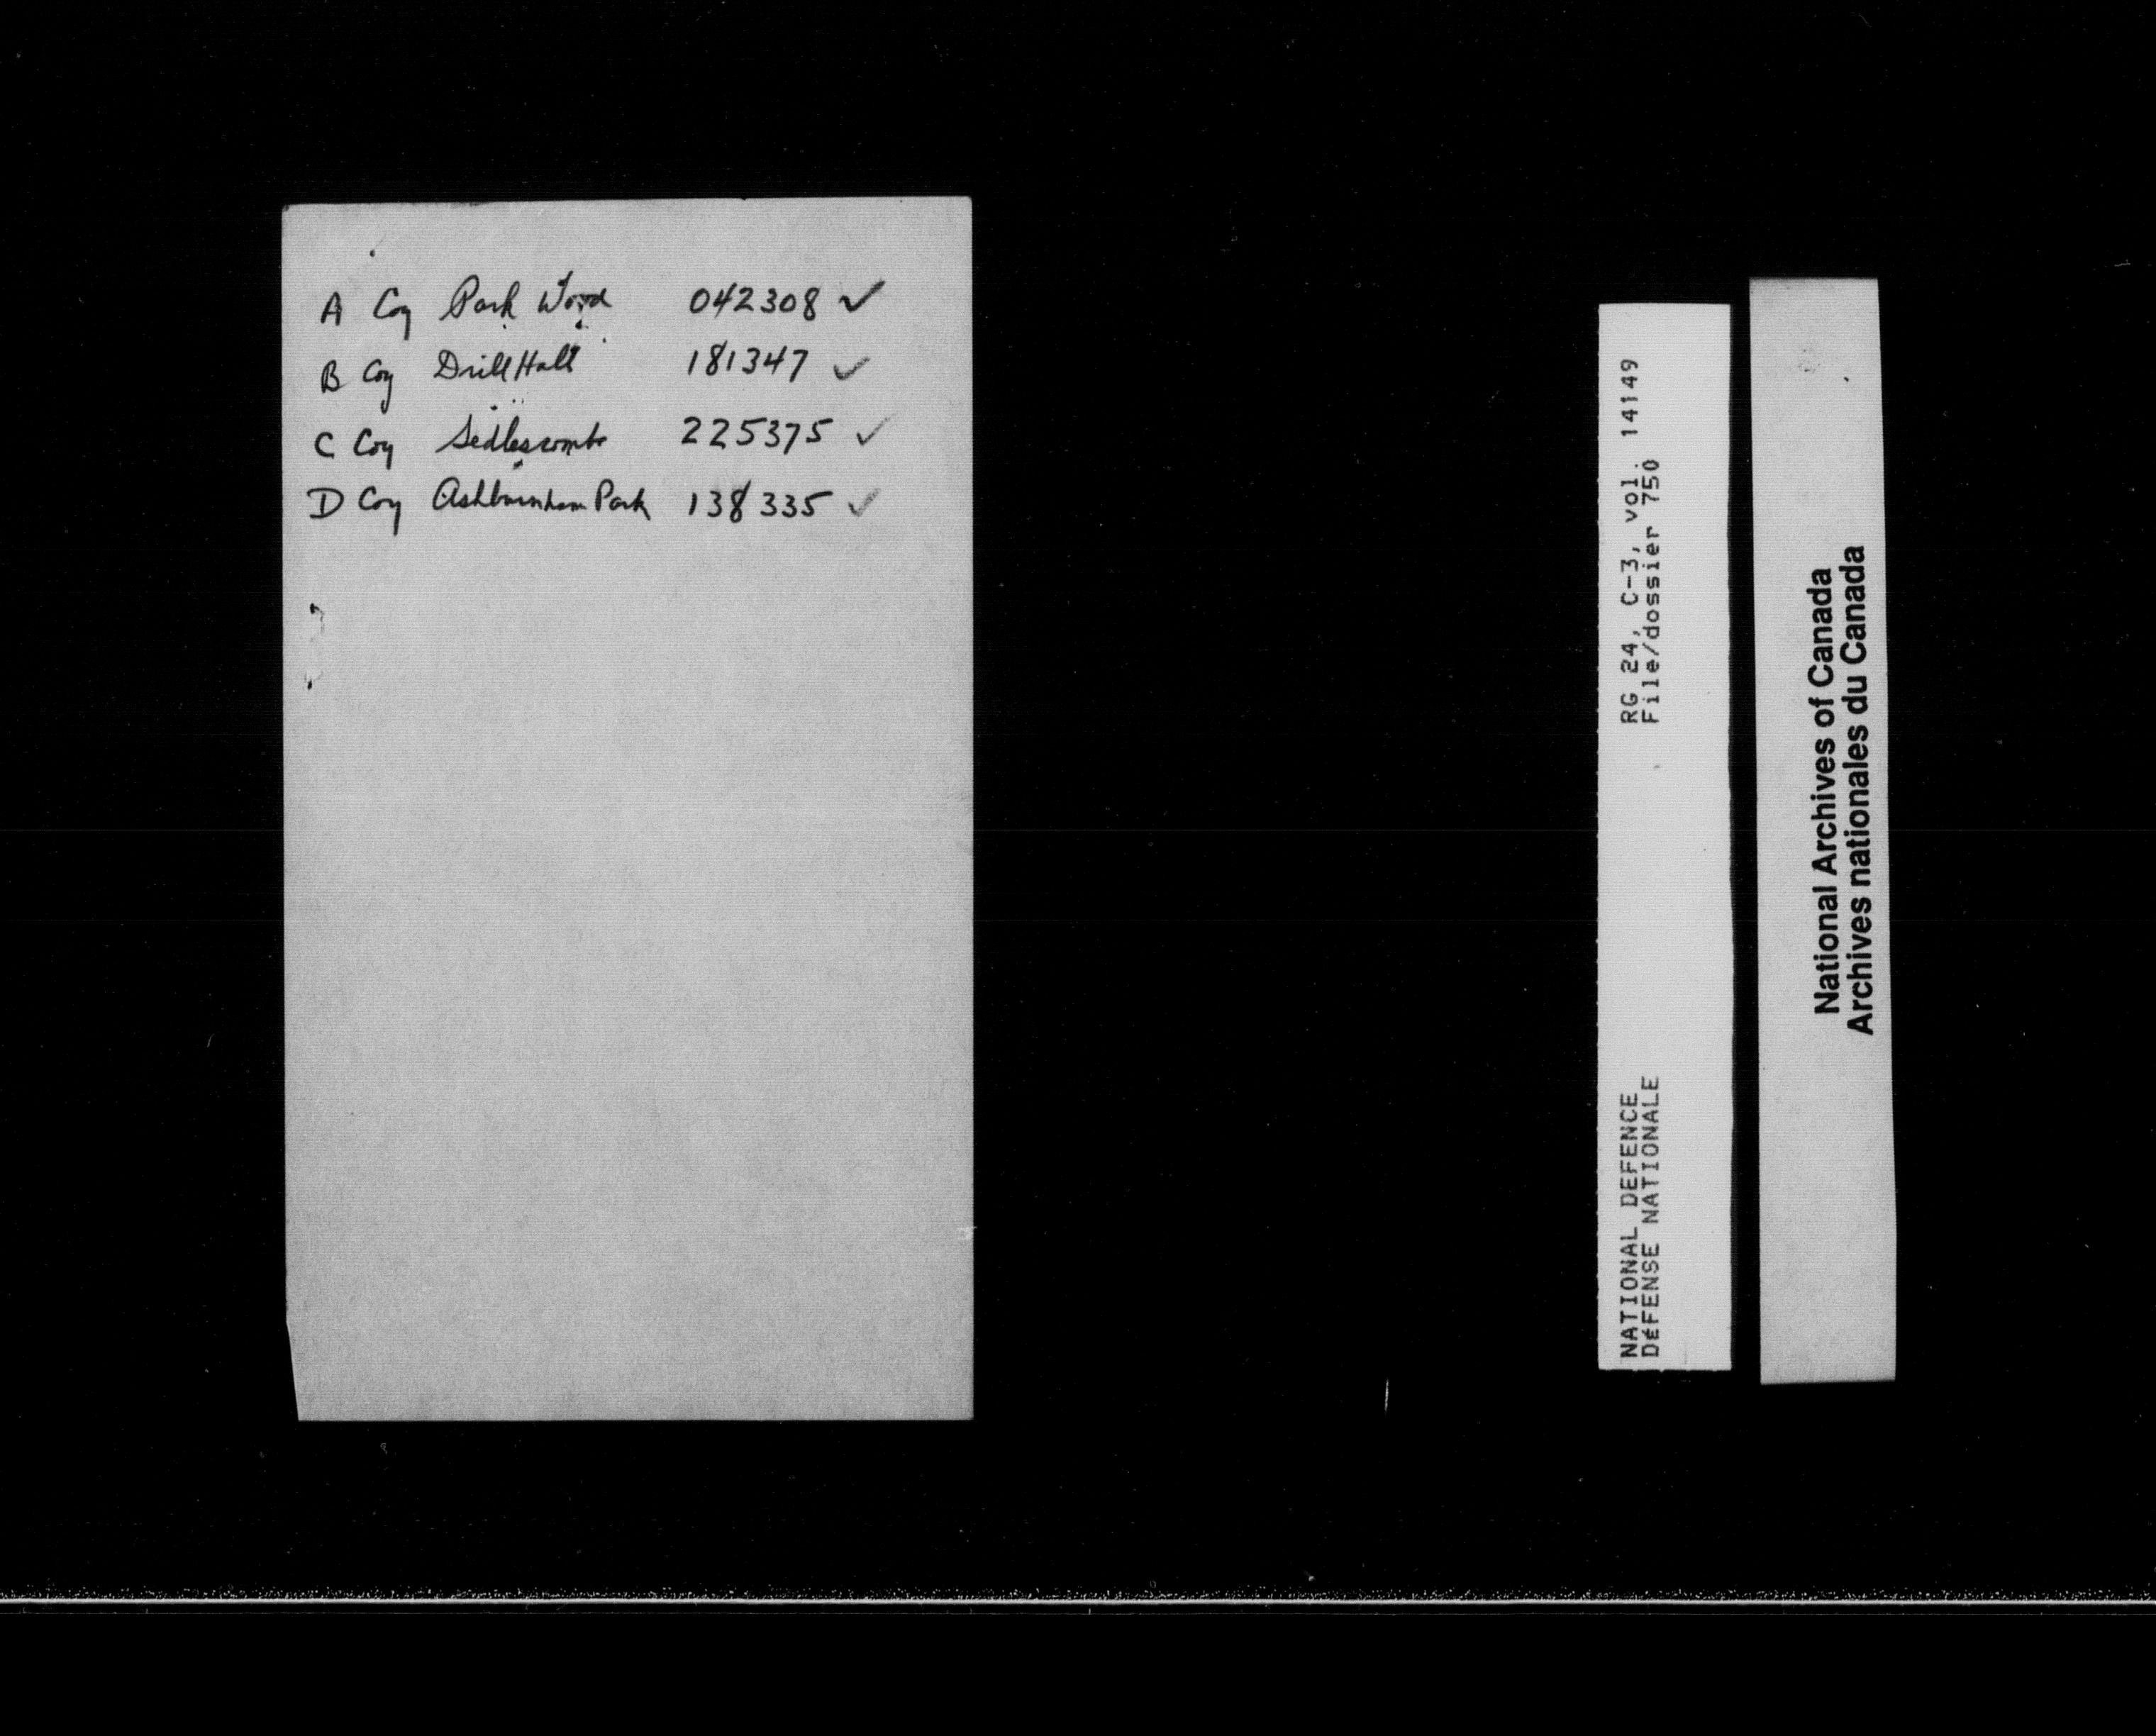 A Coy Park Wood 042308 ✓
B Coy Drill Hall 181347 ✓
C Coy Sedlescombe 225375 ✓
D Coy Ashburnham Park 138335 ✓
RG 24, C-3, vol. 14149
File/dossier 750
NATIONAL DEFENCE
DÉFENSE NATIONALE
National Archives of Canada
Archives nationales du Canada